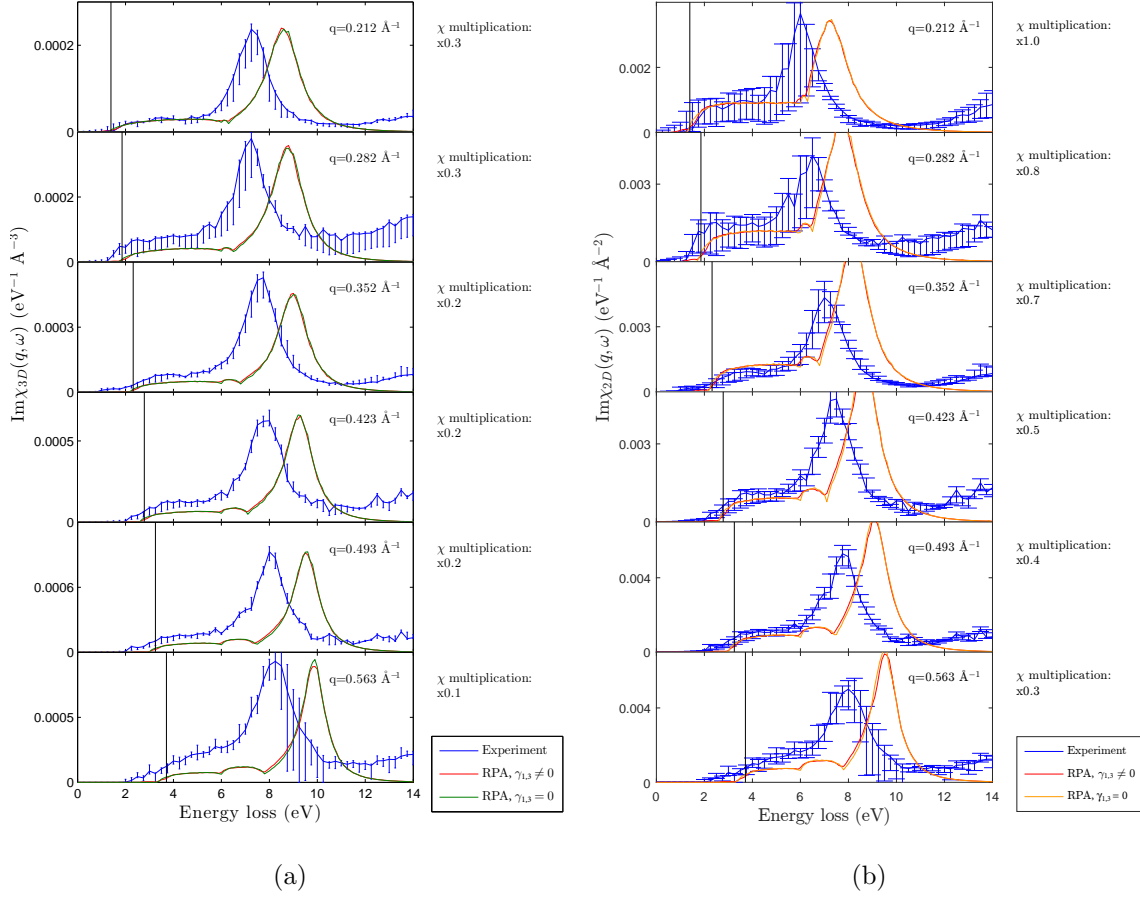 Imχ3D(q, ω) (eV−1 Å−3)
q=0.212 Å−1
0.0002
0
χ multiplication:
x0.3
q=0.282 Å−1
0.0002
0
χ multiplication:
x0.3
q=0.352 Å−1
0.0003
0
χ multiplication:
x0.2
q=0.423 Å−1
0.0005
0
χ multiplication:
x0.2
q=0.493 Å−1
0.0006
0
χ multiplication:
x0.2
q=0.563 Å−1
0.0005
0
χ multiplication:
x0.1
0 2 4 6 8 10 12 14
Energy loss (eV)
Experiment
RPA, γ1,3 ≠ 0
RPA, γ1,3 = 0
(a)
Imχ2D(q, ω) (eV−1 Å−2)
q=0.212 Å−1
0.002
0
χ multiplication:
x1.0
q=0.282 Å−1
0.003
0
χ multiplication:
x0.8
q=0.352 Å−1
0.003
0
χ multiplication:
x0.7
q=0.423 Å−1
0.003
0
χ multiplication:
x0.5
q=0.493 Å−1
0.004
0
χ multiplication:
x0.4
q=0.563 Å−1
0.004
0
χ multiplication:
x0.3
0 2 4 6 8 10 12 14
Energy loss (eV)
Experiment
RPA, γ1,3 ≠ 0
RPA, γ1,3 = 0
(b)